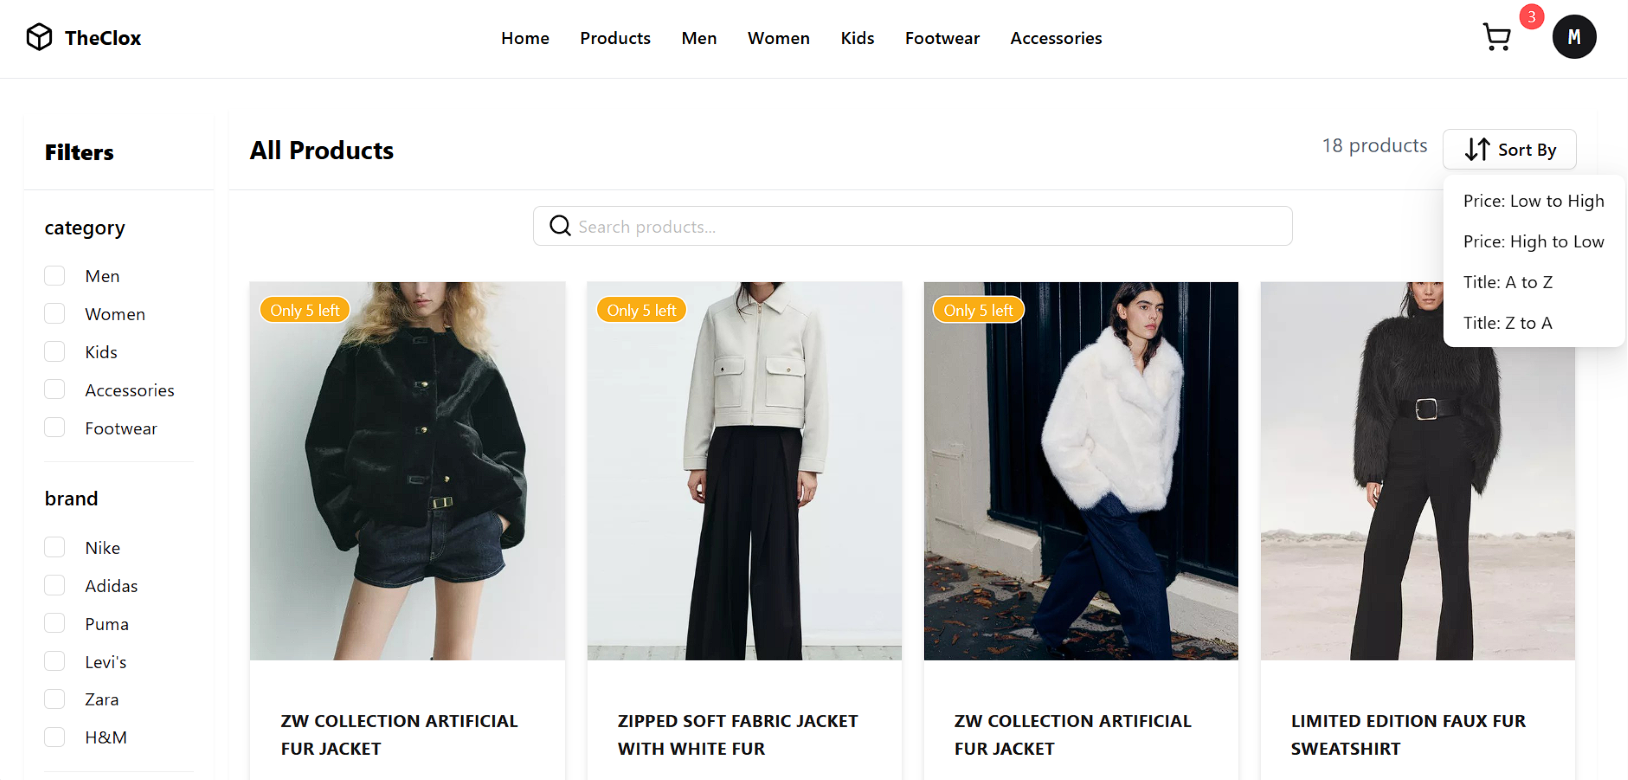 TheClox
Home Products Men Women Kids Footwear Accessories
3
M
Filters
category
Men
Women
Kids
Accessories
Footwear
brand
Nike
Adidas
Puma
Levi's
Zara
H&M
All Products
18 products
Sort By
Price: Low to High
Price: High to Low
Title: A to Z
Title: Z to A
Search products...
Only 5 left
Only 5 left
Only 5 left
ZW COLLECTION ARTIFICIAL
FUR JACKET
ZIPPED SOFT FABRIC JACKET
WITH WHITE FUR
ZW COLLECTION ARTIFICIAL
FUR JACKET
LIMITED EDITION FAUX FUR
SWEATSHIRT